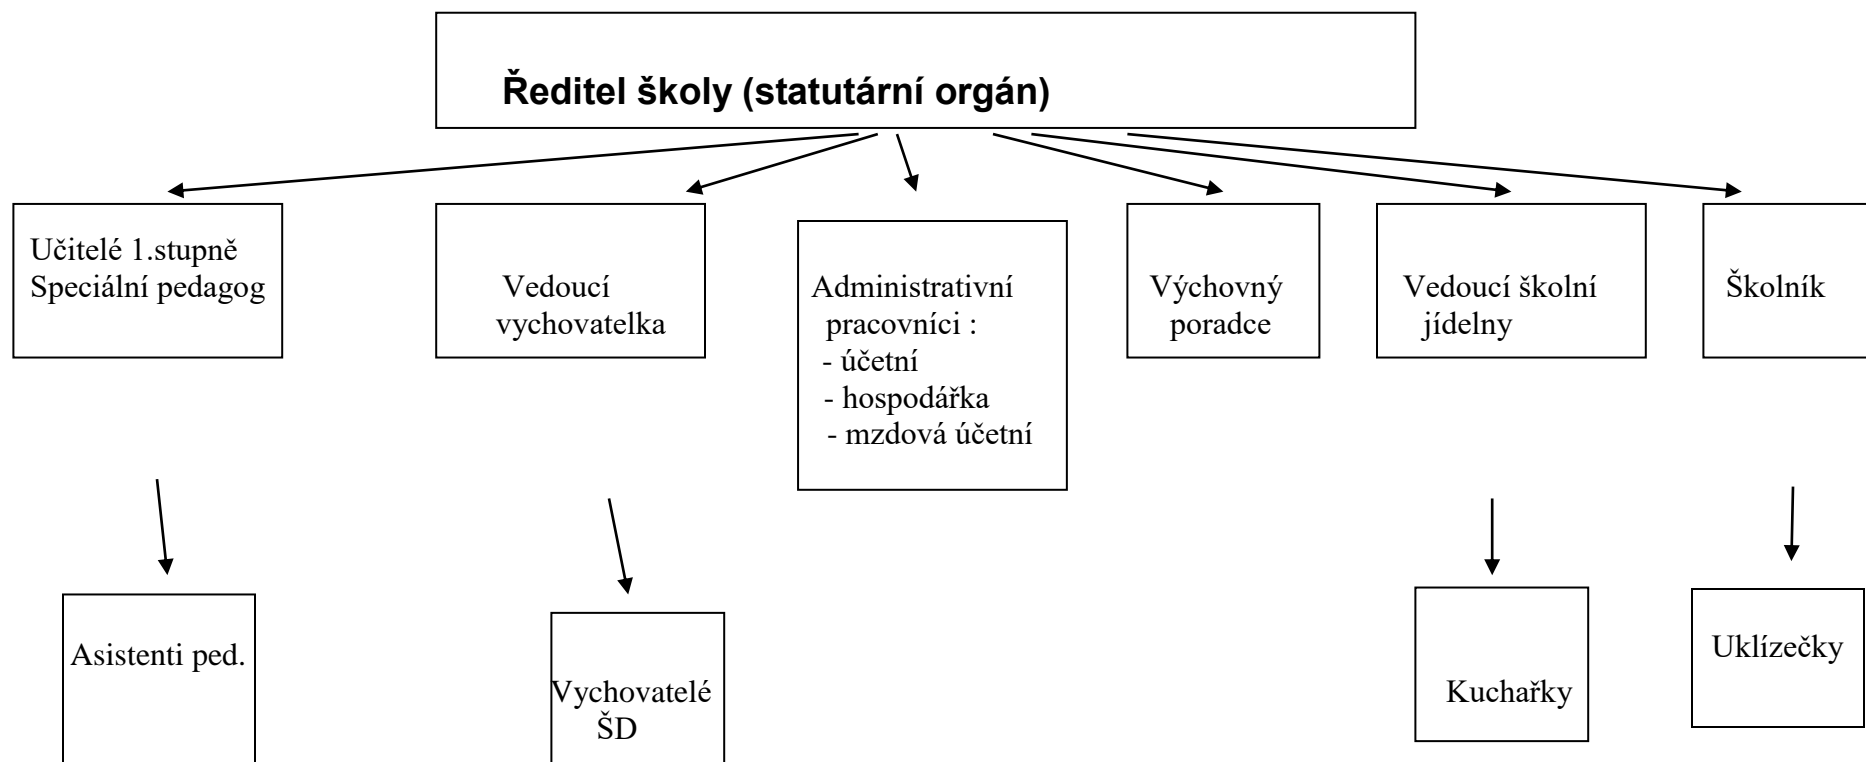 Ředitel školy (statutární orgán)
Učitelé 1.stupně
Speciální pedagog
Vedoucí
vychovatelka
Administrativní
pracovníci :
- účetní
- hospodářka
- mzdová účetní
Výchovný
poradce
Vedoucí školní
jídelny
Školník
Asistenti ped.
Vychovatelé
ŠD
Kuchařky
Uklízečky